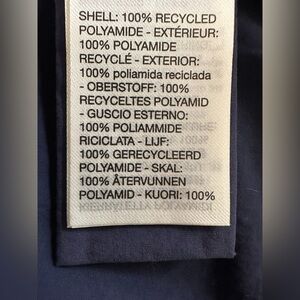 SHELL: 100% RECYCLED
POLYAMIDE - EXTÉRIEUR:
100% POLYAMIDE
RECYCLÉ - EXTERIOR:
100% poliamida reciclada
- OBERSTOFF: 100%
RECYCELTES POLYAMID
- GUSCIO ESTERNO:
100% POLIAMMIDE
RICICLATA - LIJF:
100% GERECYCLEERD
POLYAMIDE - SKAL:
100% ÅTERVUNNEN
POLYAMID - KUORI: 100%